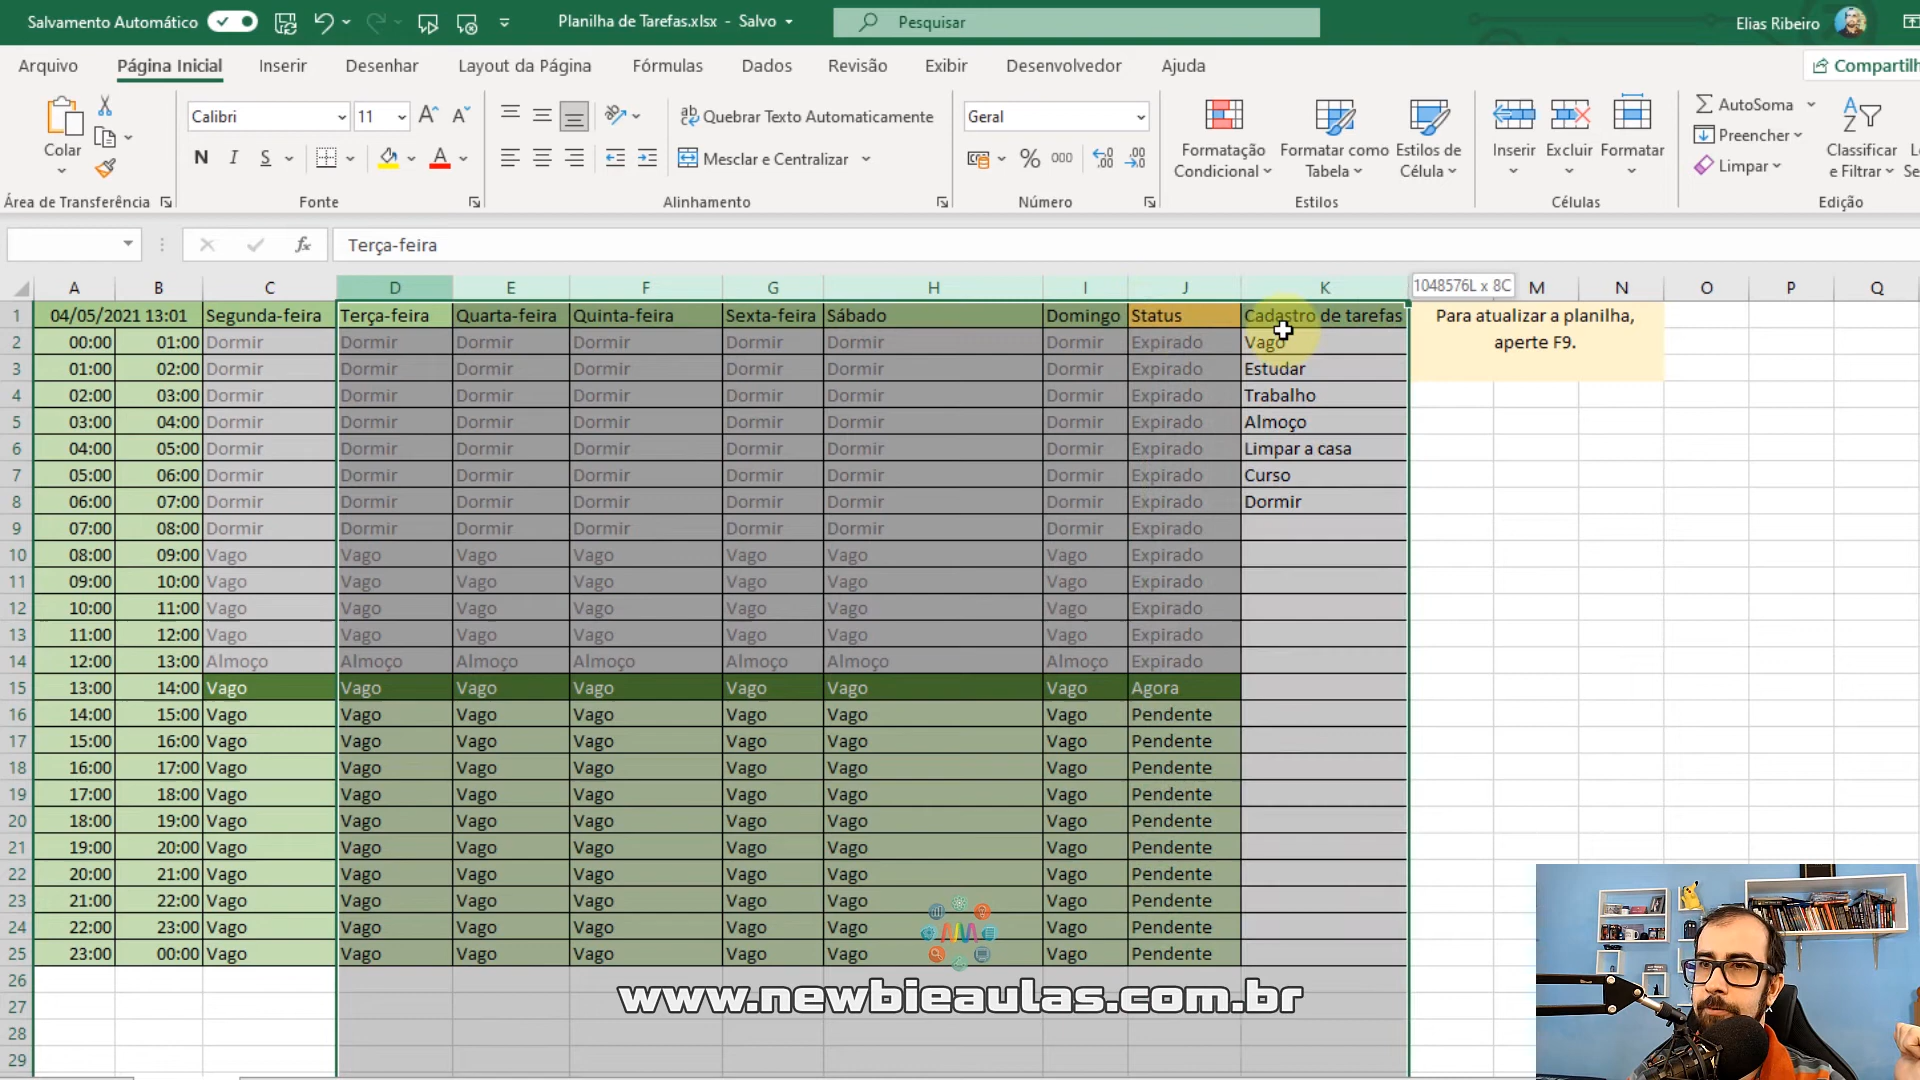 Salvamento Automático
Planilha de Tarefas.xlsx - Salvo
Pesquisar
Elias Ribeiro
Arquivo Página Inicial Inserir Desenhar Layout da Página Fórmulas Dados Revisão Exibir Desenvolvedor Ajuda
Colar
Calibri 11
N I S A
Quebrar Texto Automaticamente
Mesclar e Centralizar
Geral
% 000
Formatação Condicional
Formatar como Tabela
Estilos de Célula
Inserir Excluir Formatar
AutoSoma
Preencher
Limpar
Classificar e Filtrar
Área de Transferência Fonte Alinhamento Número Estilos Células Edição
fx Terça-feira
A B C D E F G H I J K 1048576L x 8C M N O P Q
1 04/05/2021 13:01 Segunda-feira Terça-feira Quarta-feira Quinta-feira Sexta-feira Sábado Domingo Status Cadastro de tarefas Para atualizar a planilha,
2 00:00 01:00 Dormir Dormir Dormir Dormir Dormir Dormir Dormir Expirado Vago aperte F9.
3 01:00 02:00 Dormir Dormir Dormir Dormir Dormir Dormir Dormir Expirado Estudar
4 02:00 03:00 Dormir Dormir Dormir Dormir Dormir Dormir Dormir Expirado Trabalho
5 03:00 04:00 Dormir Dormir Dormir Dormir Dormir Dormir Dormir Expirado Almoço
6 04:00 05:00 Dormir Dormir Dormir Dormir Dormir Dormir Dormir Expirado Limpar a casa
7 05:00 06:00 Dormir Dormir Dormir Dormir Dormir Dormir Dormir Expirado Curso
8 06:00 07:00 Dormir Dormir Dormir Dormir Dormir Dormir Dormir Expirado Dormir
9 07:00 08:00 Dormir Dormir Dormir Dormir Dormir Dormir Dormir Expirado
10 08:00 09:00 Vago Vago Vago Vago Vago Vago Vago Expirado
11 09:00 10:00 Vago Vago Vago Vago Vago Vago Vago Expirado
12 10:00 11:00 Vago Vago Vago Vago Vago Vago Vago Expirado
13 11:00 12:00 Vago Vago Vago Vago Vago Vago Vago Expirado
14 12:00 13:00 Almoço Almoço Almoço Almoço Almoço Almoço Almoço Expirado
15 13:00 14:00 Vago Vago Vago Vago Vago Vago Vago Agora
16 14:00 15:00 Vago Vago Vago Vago Vago Vago Vago Pendente
17 15:00 16:00 Vago Vago Vago Vago Vago Vago Vago Pendente
18 16:00 17:00 Vago Vago Vago Vago Vago Vago Vago Pendente
19 17:00 18:00 Vago Vago Vago Vago Vago Vago Vago Pendente
20 18:00 19:00 Vago Vago Vago Vago Vago Vago Vago Pendente
21 19:00 20:00 Vago Vago Vago Vago Vago Vago Vago Pendente
22 20:00 21:00 Vago Vago Vago Vago Vago Vago Vago Pendente
23 21:00 22:00 Vago Vago Vago Vago Vago Vago Vago Pendente
24 22:00 23:00 Vago Vago Vago Vago Vago Vago Vago Pendente
25 23:00 00:00 Vago Vago Vago Vago Vago Vago Vago Pendente
26
27
28
29
www.newbieaulas.com.br